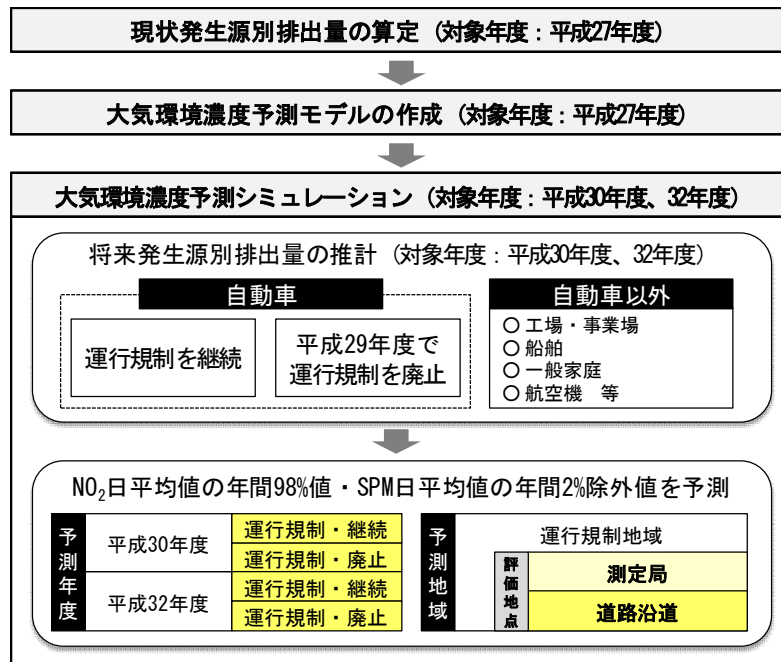 現状発生源別排出量の算定（対象年度：平成27年度）
大気環境濃度予測モデルの作成（対象年度：平成27年度）
大気環境濃度予測シミュレーション（対象年度：平成30年度、32年度）
将来発生源別排出量の推計（対象年度：平成30年度、32年度）
自動車
運行規制を継続
平成29年度で
運行規制を廃止
自動車以外
○工場・事業場
○船舶
○一般家庭
○航空機　等
NO₂日平均値の年間98%値・SPM日平均値の年間2%除外値を予測
予測年度
平成30年度
運行規制・継続
運行規制・廃止
平成32年度
運行規制・継続
運行規制・廃止
予測地域
運行規制地域
評価地点
測定局
道路沿道